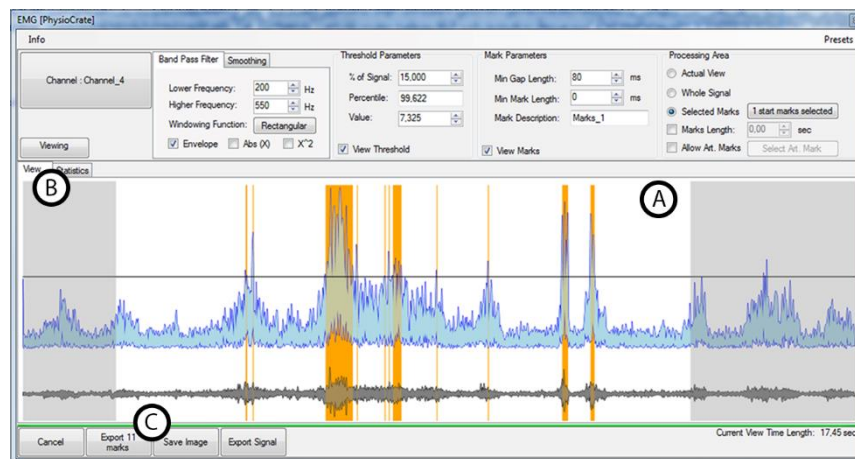 EMG [PhysioCrate]
Info Presets
Channel : Channel_4
Viewing
Band Pass Filter Smoothing
Lower Frequency: 200 Hz
Higher Frequency: 550 Hz
Windowing Function: Rectangular
Envelope Abs (X) X^2
Threshold Parameters
% of Signal: 15,000
Percentile: 99,622
Value: 7,325
View Threshold
Mark Parameters
Min Gap Length: 80 ms
Min Mark Length: 0 ms
Mark Description: Marks_1
View Marks
Processing Area
Actual View
Whole Signal
Selected Marks 1 start marks selected
Marks Length: 0,00 sec
Allow Art. Marks Select Art. Mark
View Statistics
B
A
C
Cancel
Export 11
marks
Save Image
Export Signal
Current View Time Length: 17,45 sec